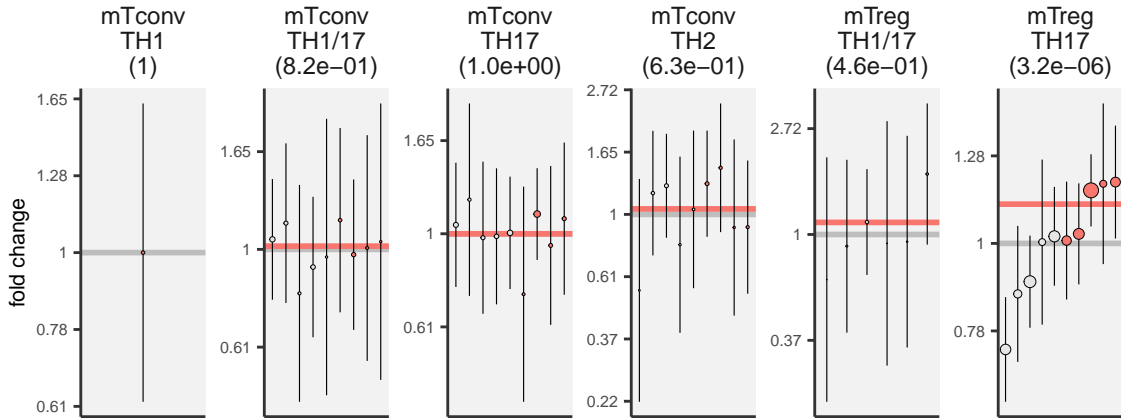 mTconv
TH1
(1)
mTconv
TH1/17
(8.2e−01)
mTconv
TH17
(1.0e+00)
mTconv
TH2
(6.3e−01)
mTreg
TH1/17
(4.6e−01)
mTreg
TH17
(3.2e−06)
fold change
1.65
1.28
1
0.78
0.61
1.65
1
0.61
1.65
1
0.61
2.72
1.65
1
0.61
0.37
0.22
2.72
1
0.37
1.28
1
0.78